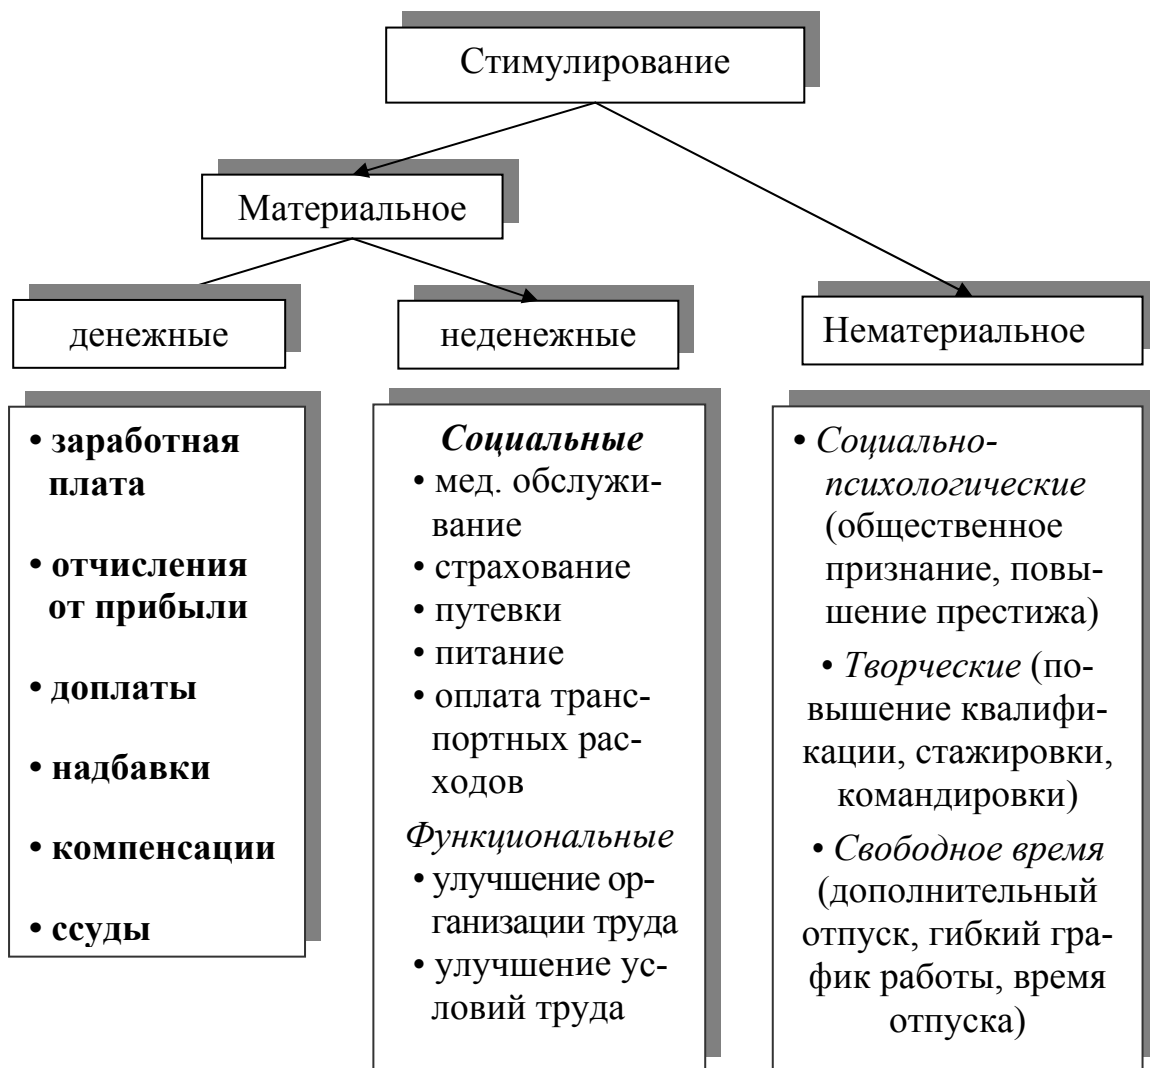 Стимулирование
Материальное
денежные
неденежные
Нематериальное
• заработная
плата
• отчисления
от прибыли
• доплаты
• надбавки
• компенсации
• ссуды
Социальные
• мед. обслужи-
вание
• страхование
• путевки
• питание
• оплата транс-
портных рас-
ходов
Функциональные
• улучшение ор-
ганизации труда
• улучшение ус-
ловий труда
• Социально-
психологические
(общественное
признание, повы-
шение престижа)
• Творческие (по-
вышение квалифи-
кации, стажировки,
командировки)
• Свободное время
(дополнительный
отпуск, гибкий гра-
фик работы, время
отпуска)